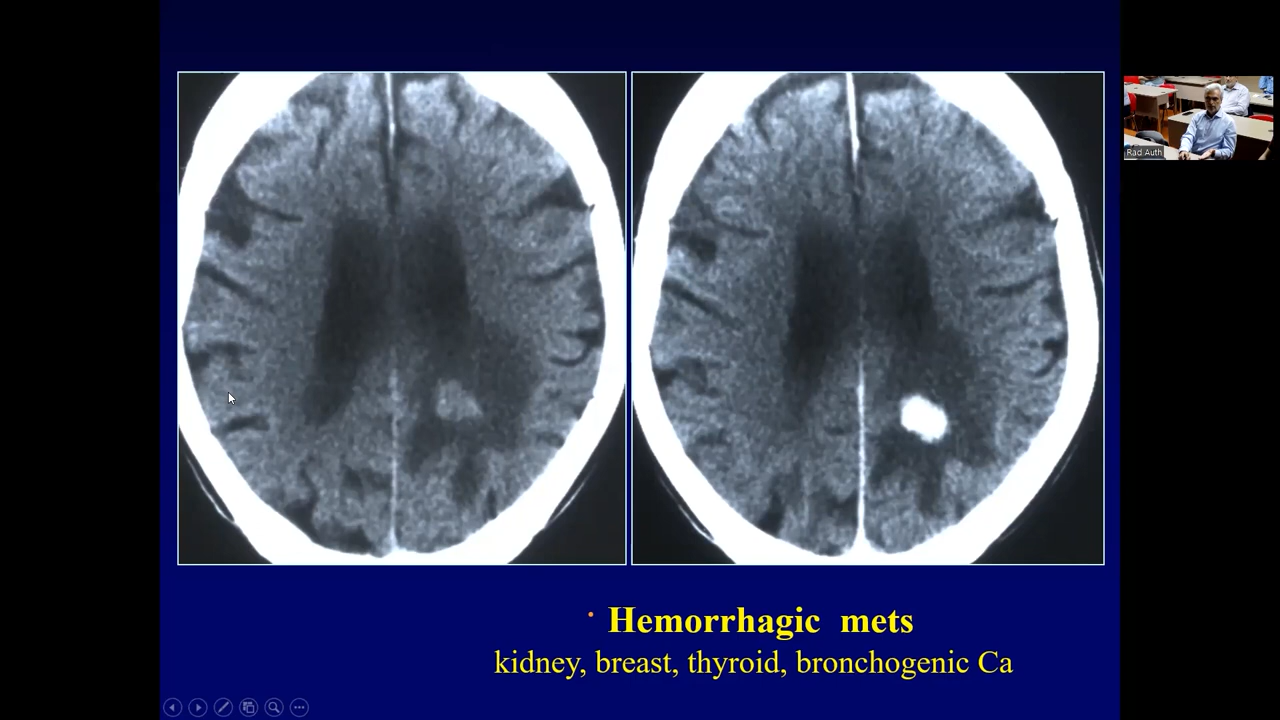 Rad Auth
Hemorrhagic mets
kidney, breast, thyroid, bronchogenic Ca